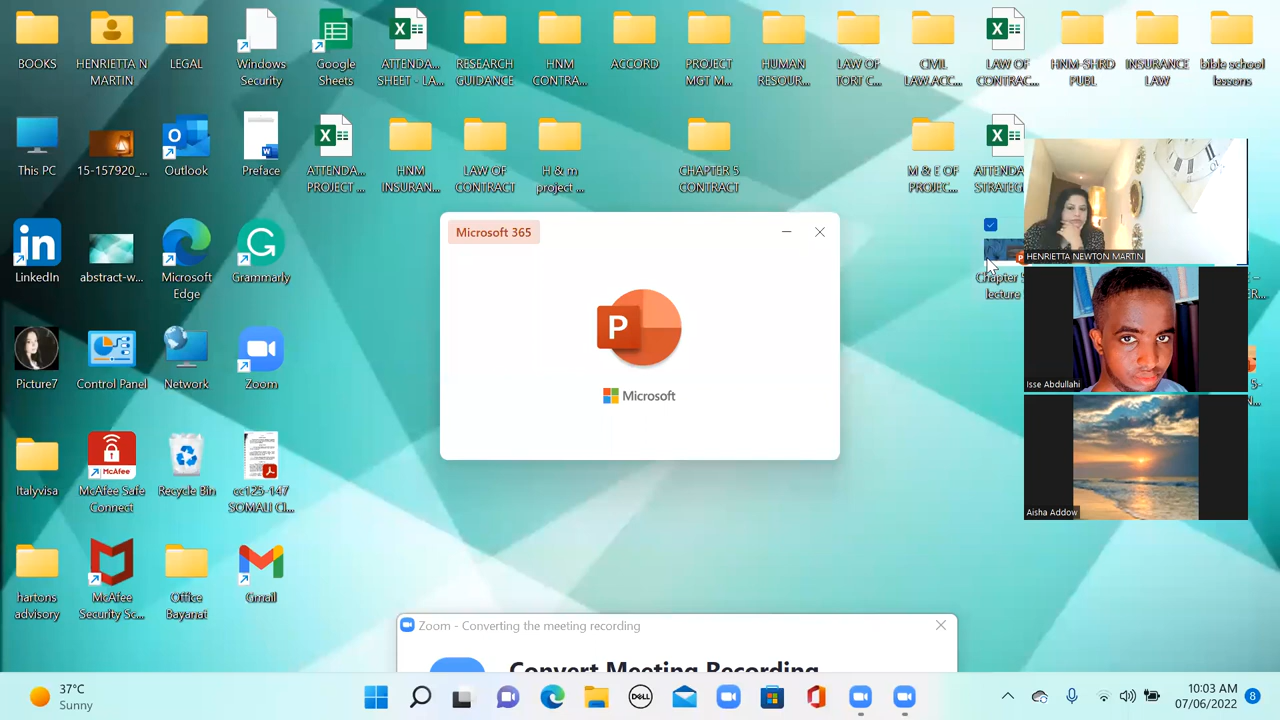 BOOKS
HENRIETTA N
MARTIN
LEGAL
Windows
Security
Google
Sheets
ATTENDA...
SHEET - LA...
RESEARCH
GUIDANCE
HNM
CONTRA...
ACCORD
PROJECT
MGT M...
HUMAN
RESOUR...
LAW OF
TORT C...
CIVIL
LAW.ACC...
LAW OF
CONTRAC...
HNM-SHRD
PUBL
INSURANCE
LAW
bible school
lessons
This PC
15-157920_...
Outlook
Preface
ATTENDA...
PROJECT ...
HNM
INSURAN...
LAW OF
CONTRACT
H & m
project ...
CHAPTER 5
CONTRACT
M & E OF
PROJEC...
ATTENDA
STRATEG
LinkedIn
abstract-w...
Microsoft
Edge
Grammarly
Microsoft 365
P
Microsoft
Chapter
lecture
HENRIETTA NEWTON MARTIN
Picture7
Control Panel
Network
Zoom
Isse Abdullahi
Italyvisa
McAfee Safe
Connect
Recycle Bin
cc125-147
SOMALI CI...
Aisha Addow
hartons
advisory
McAfee
Security Sc...
Office
Bayanat
Gmail
Zoom - Converting the meeting recording
Convert Meeting Recording
37°C
Sunny
DELL
10:03 AM
07/06/2022
8